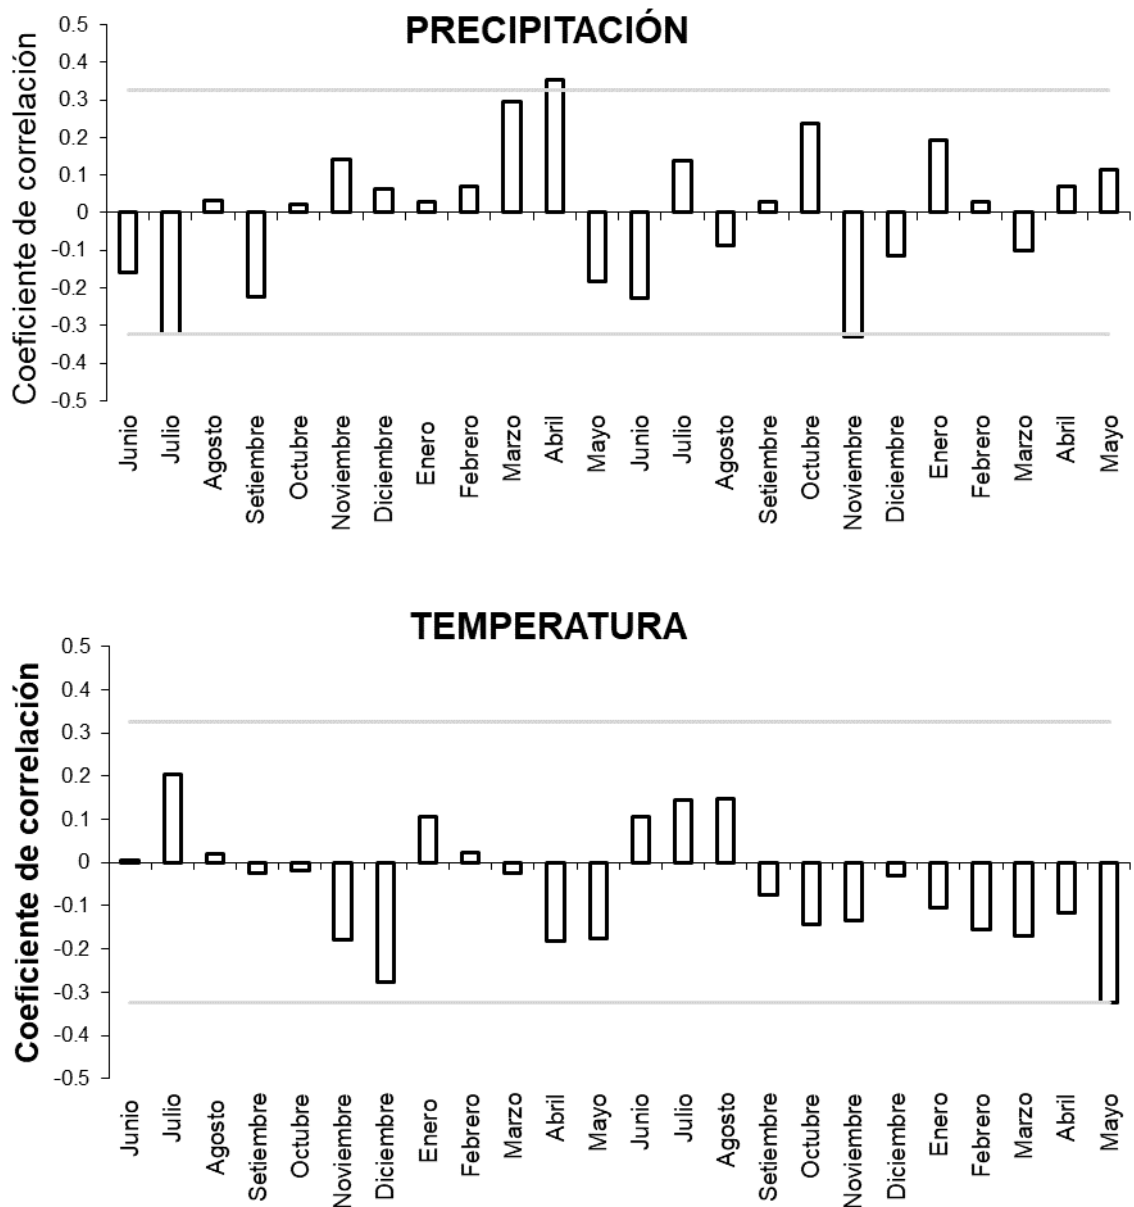 PRECIPITACIÓN
Coeficiente de correlación
0.5
0.4
0.3
0.2
0.1
0
-0.1
-0.2
-0.3
-0.4
-0.5
Junio
Julio
Agosto
Setiembre
Octubre
Noviembre
Diciembre
Enero
Febrero
Marzo
Abril
Mayo
Junio
Julio
Agosto
Setiembre
Octubre
Noviembre
Diciembre
Enero
Febrero
Marzo
Abril
Mayo
TEMPERATURA
Coeficiente de correlación
0.5
0.4
0.3
0.2
0.1
0
-0.1
-0.2
-0.3
-0.4
-0.5
Junio
Julio
Agosto
Setiembre
Octubre
Noviembre
Diciembre
Enero
Febrero
Marzo
Abril
Mayo
Junio
Julio
Agosto
Setiembre
Octubre
Noviembre
Diciembre
Enero
Febrero
Marzo
Abril
Mayo